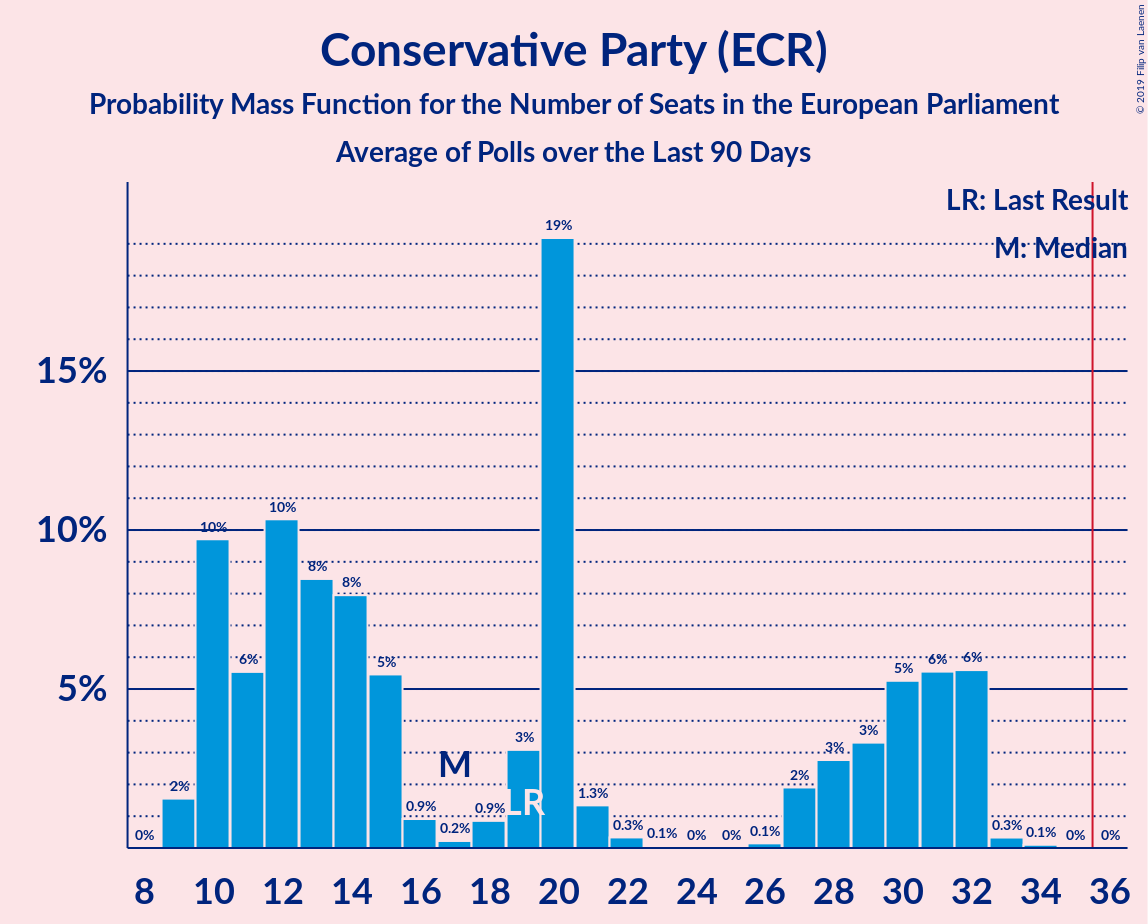 Conservative Party (ECR)
Probability Mass Function for the Number of Seats in the European Parliament
Average of Polls over the Last 90 Days
© 2019 Filip van Laenen
LR: Last Result
M: Median
15%
10%
5%
0% 2% 10% 6% 10% 8% 8% 5% 0.9% 0.2% 0.9% 3% 19% 1.3% 0.3% 0.1% 0% 0% 0.1% 2% 3% 3% 5% 6% 6% 0.3% 0.1% 0% 0%
M
LR
8 10 12 14 16 18 20 22 24 26 28 30 32 34 36